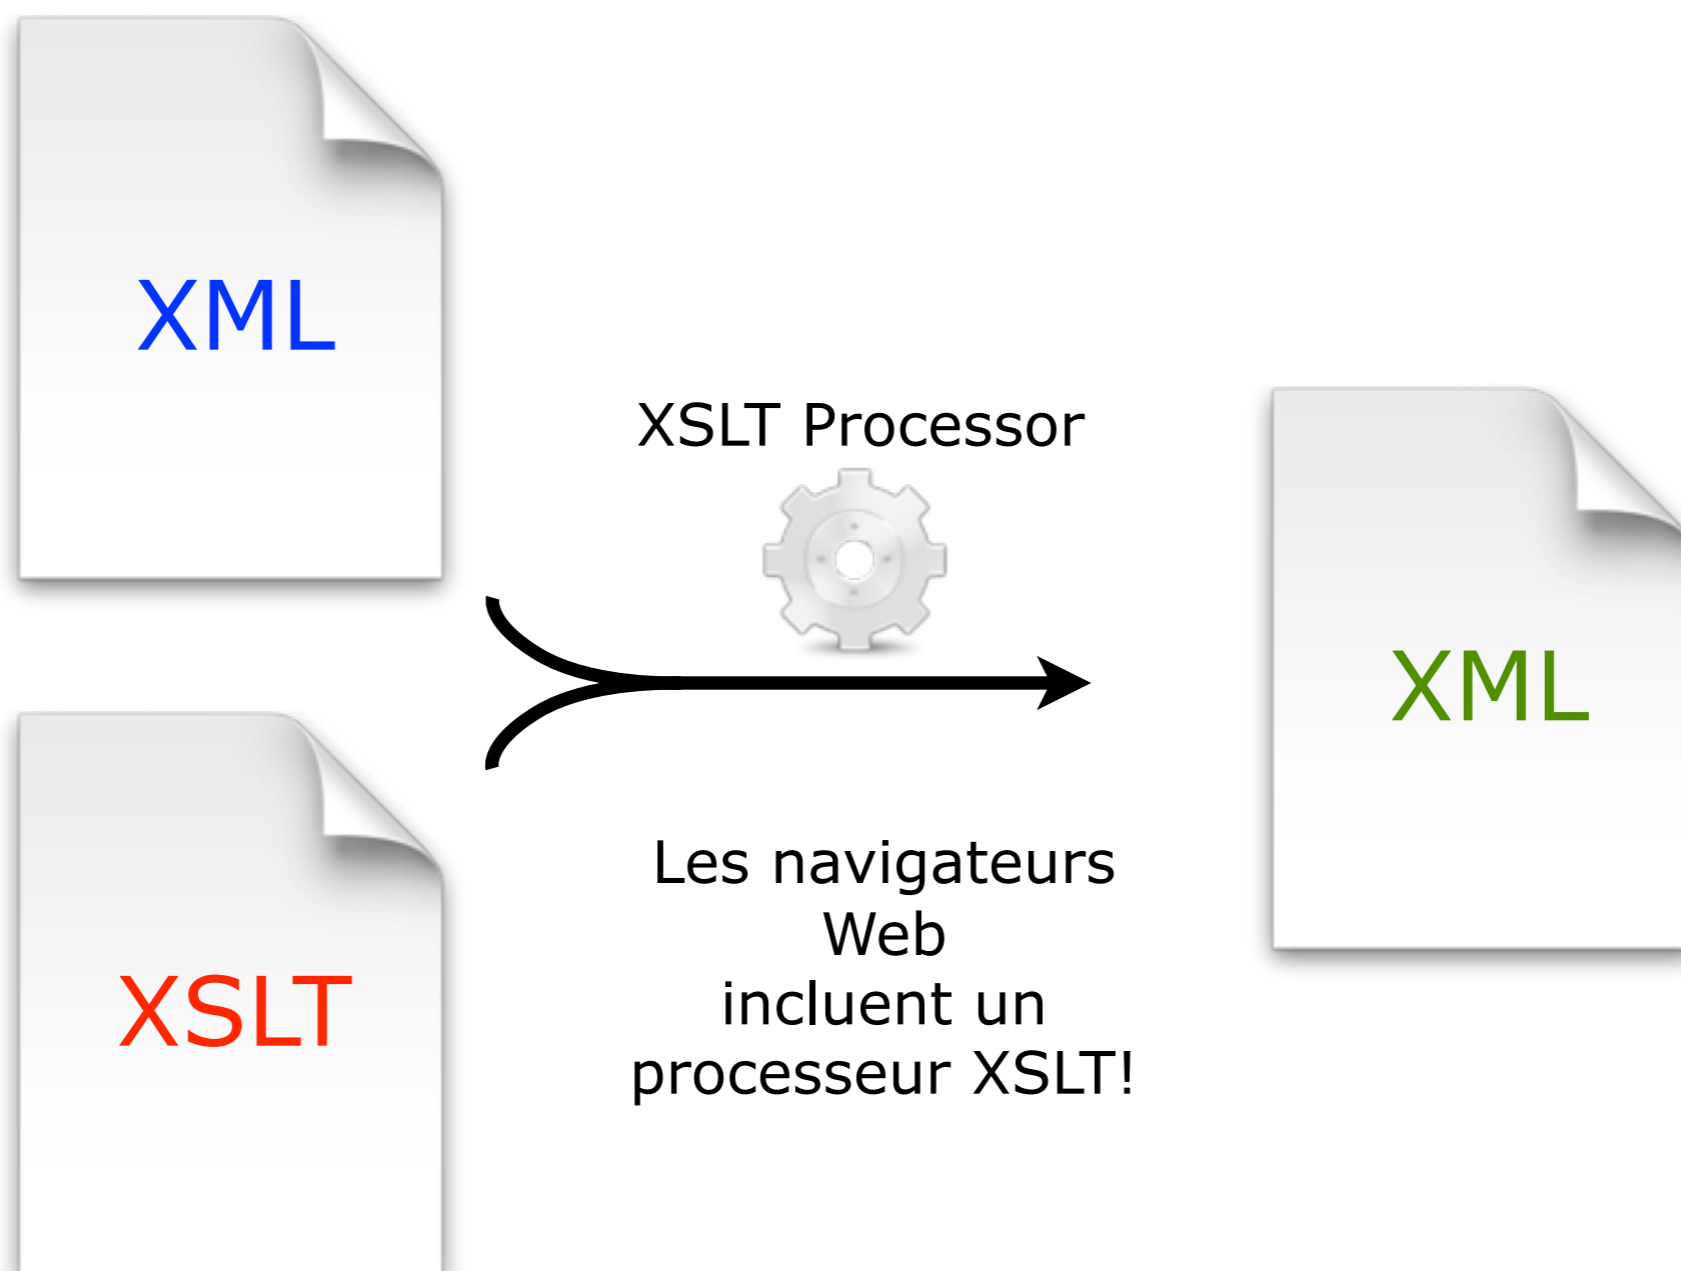 XML
XSLT Processor
XML
Les navigateurs
Web
incluent un
processeur XSLT!
XSLT